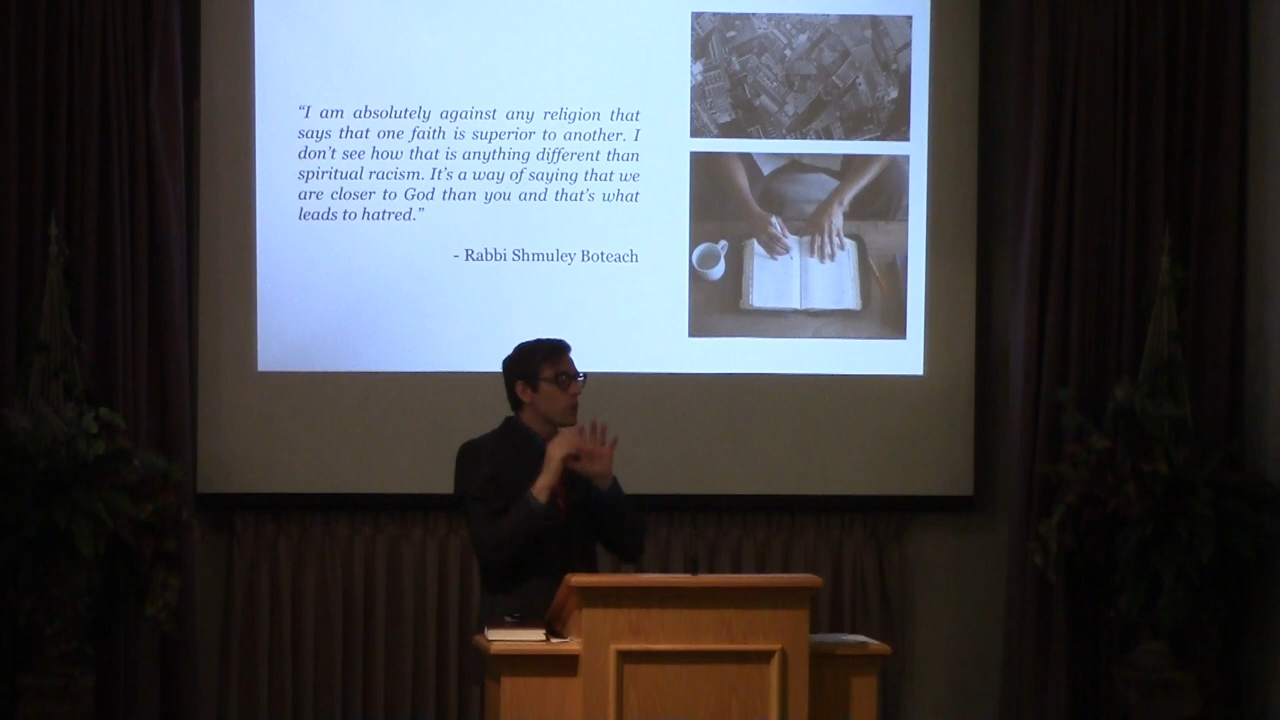 “I am absolutely against any religion that
says that one faith is superior to another. I
don’t see how that is anything different than
spiritual racism. It’s a way of saying that we
are closer to God than you and that’s what
leads to hatred.”
- Rabbi Shmuley Boteach